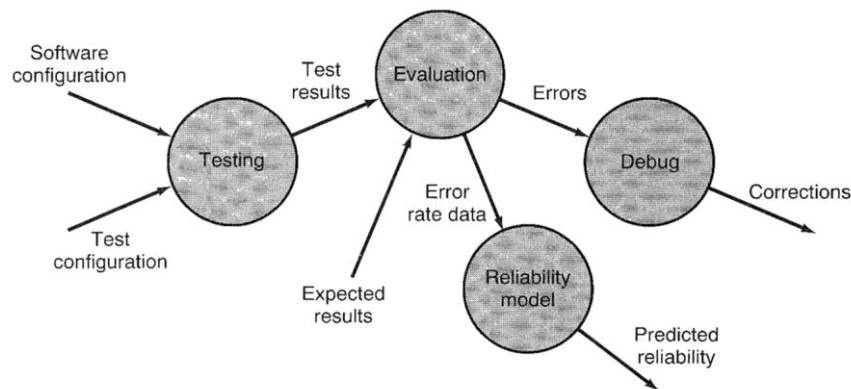 Software
configuration
Test
results
Evaluation
Errors
Testing
Debug
Error
rate data
Corrections
Test
configuration
Expected
results
Reliability
model
Predicted
reliability